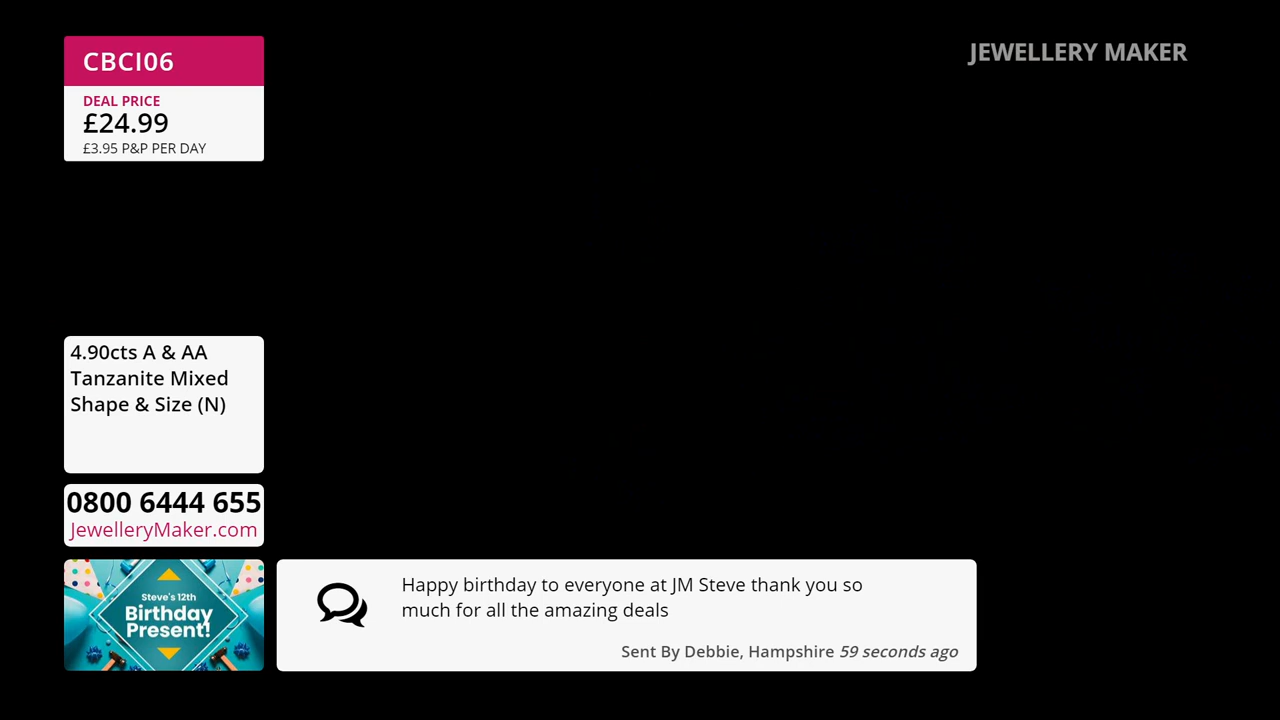 CBCI06
DEAL PRICE
£24.99
£3.95 P&P PER DAY
JEWELLERY MAKER
4.90cts A & AA
Tanzanite Mixed
Shape & Size (N)
0800 6444 655
JewelleryMaker.com
Steve's 12th
Birthday
Present!
Happy birthday to everyone at JM Steve thank you so
much for all the amazing deals
Sent By Debbie, Hampshire 59 seconds ago